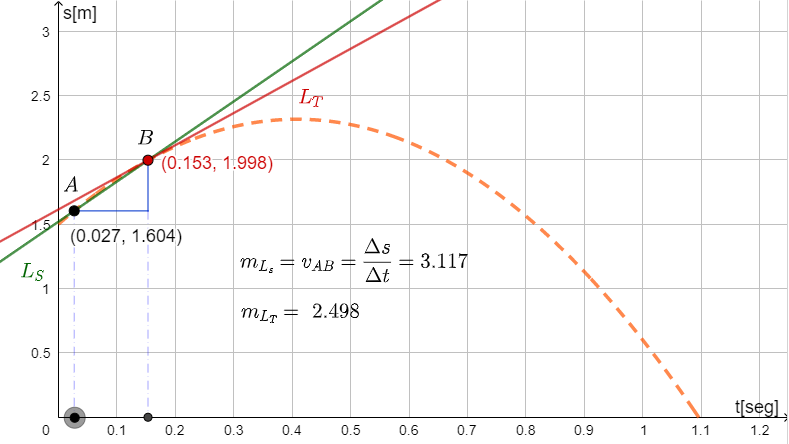 s[m]
3
2.5
L_T
2
B
(0.153, 1.998)
A
1.5
(0.027, 1.604)
L_S
m_{L_s} = v_{AB} = \frac{Δs}{Δt} = 3.117
1
m_{L_T} = 2.498
0.5
t[seg]
0 0.1 0.2 0.3 0.4 0.5 0.6 0.7 0.8 0.9 1 1.1 1.2